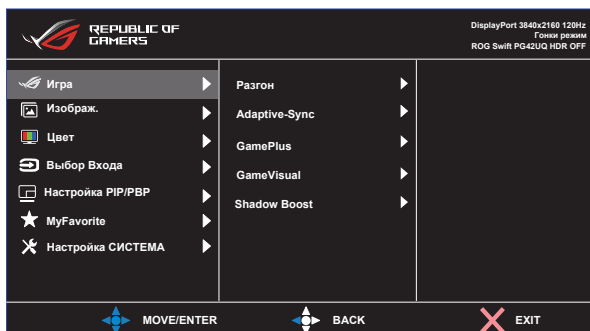 REPUBLIC OF
GAMERS
DisplayPort 3840x2160 120Hz
Гонки режим
ROG Swift PG42UQ HDR OFF
Игра
Изображ.
Цвет
Выбор Входа
Настройка PIP/PBP
MyFavorite
Настройка СИСТЕМА
Разгон
Adaptive-Sync
GamePlus
GameVisual
Shadow Boost
MOVE/ENTER
BACK
EXIT